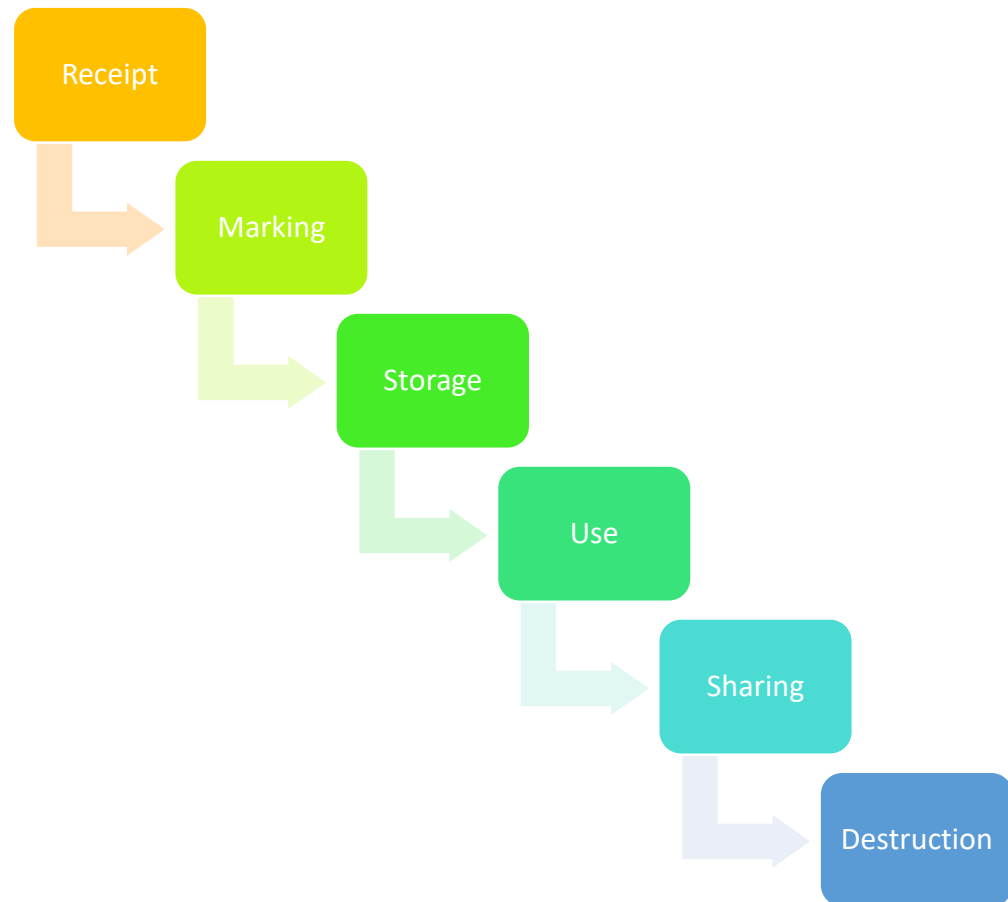 Receipt
Marking
Storage
Use
Sharing
Destruction